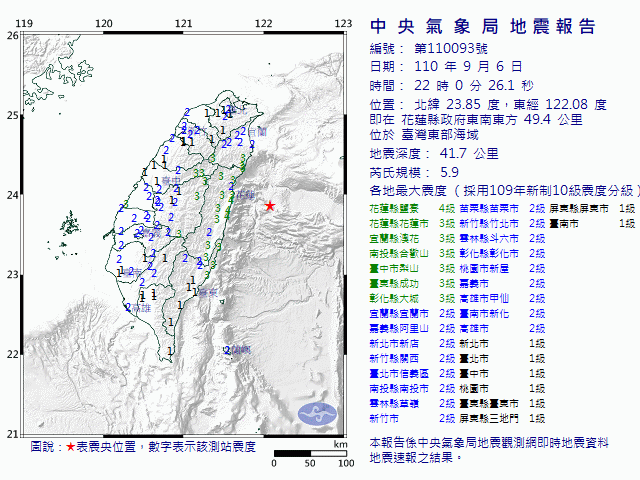 中央氣象局地震報告
編號： 第110093號
日期： 110 年 9 月 6 日
時間： 22 時 0 分 26.1 秒
位置： 北緯 23.85 度，東經 122.08 度
即在 花蓮縣政府東南東方 49.4 公里
位於 臺灣東部海域
地震深度： 41.7 公里
芮氏規模： 5.9
各地最大震度（採用109年新制10級震度分級）
花蓮縣鹽寮 4級 苗栗縣苗栗市 2級 屏東縣屏東市 1級
花蓮縣花蓮市 3級 新竹縣竹北市 2級 臺南市 1級
宜蘭縣南澳 3級 雲林縣斗六市 2級
南投縣合歡山 3級 彰化縣彰化市 2級
臺中市梨山 3級 桃園市新屋 2級
臺東縣成功 3級 嘉義市 2級
彰化縣大城 3級 高雄市甲仙 2級
宜蘭縣宜蘭市 2級 臺南市新化 2級
嘉義縣阿里山 2級 高雄市 2級
新北市新店 2級 新北市 1級
新竹縣關西 2級 臺北市 1級
臺北市信義區 2級 臺中市 1級
南投縣南投市 2級 桃園市 1級
雲林縣草嶺 2級 臺東縣臺東市 1級
新竹市 2級 屏東縣三地門 1級
本報告係中央氣象局地震觀測網即時地震資料
地震速報之結果。
119 120 121 122 123
26
25
24
23
22
21
宜蘭
臺中
花蓮
臺東
高雄
圖說：★表震央位置，數字表示該測站震度
km
0 50 100